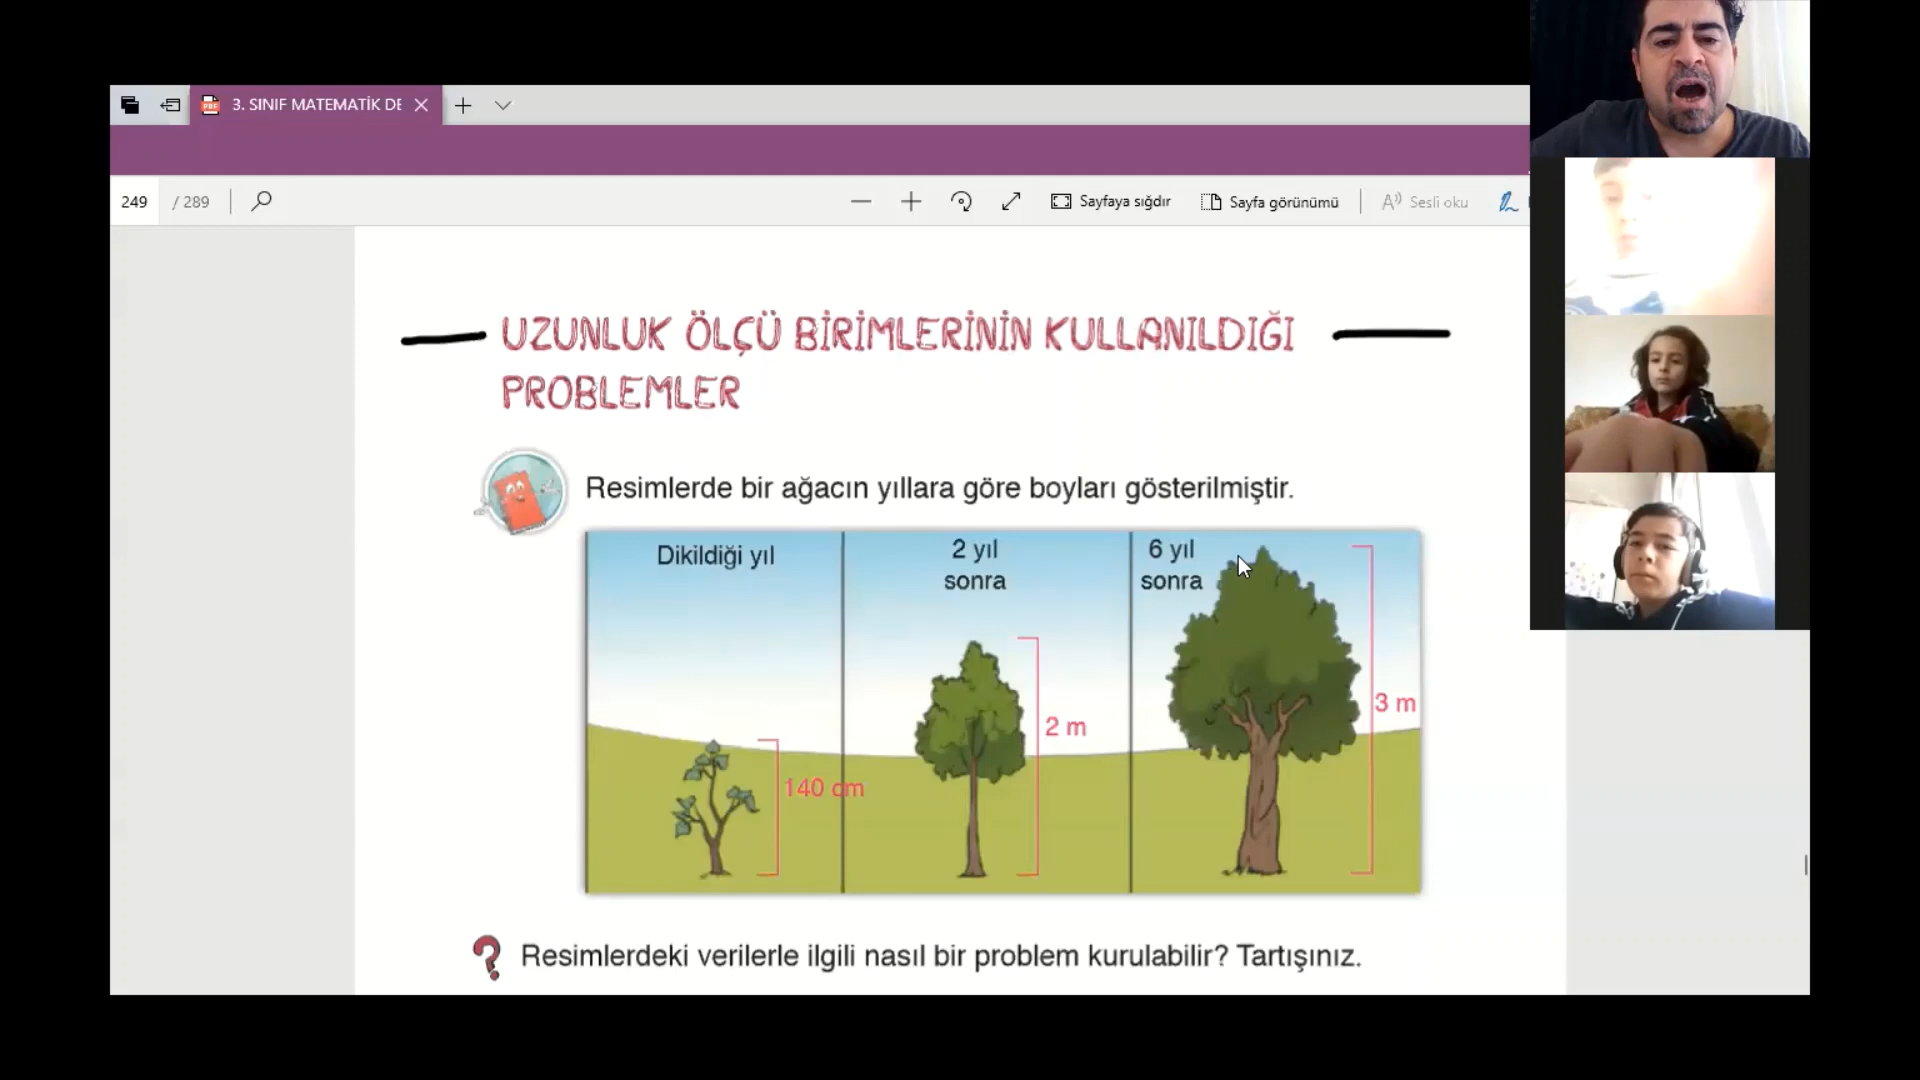 3. SINIF MATEMATİK DE
249 / 289
Sayfaya sığdır
Sayfa görünümü
Sesli oku
UZUNLUK ÖLÇÜ BİRİMLERİNİN KULLANILDIĞI
PROBLEMLER
Resimlerde bir ağacın yıllara göre boyları gösterilmiştir.
Dikildiği yıl
2 yıl
sonra
6 yıl
sonra
140 cm
2 m
3 m
Resimlerdeki verilerle ilgili nasıl bir problem kurulabilir? Tartışınız.